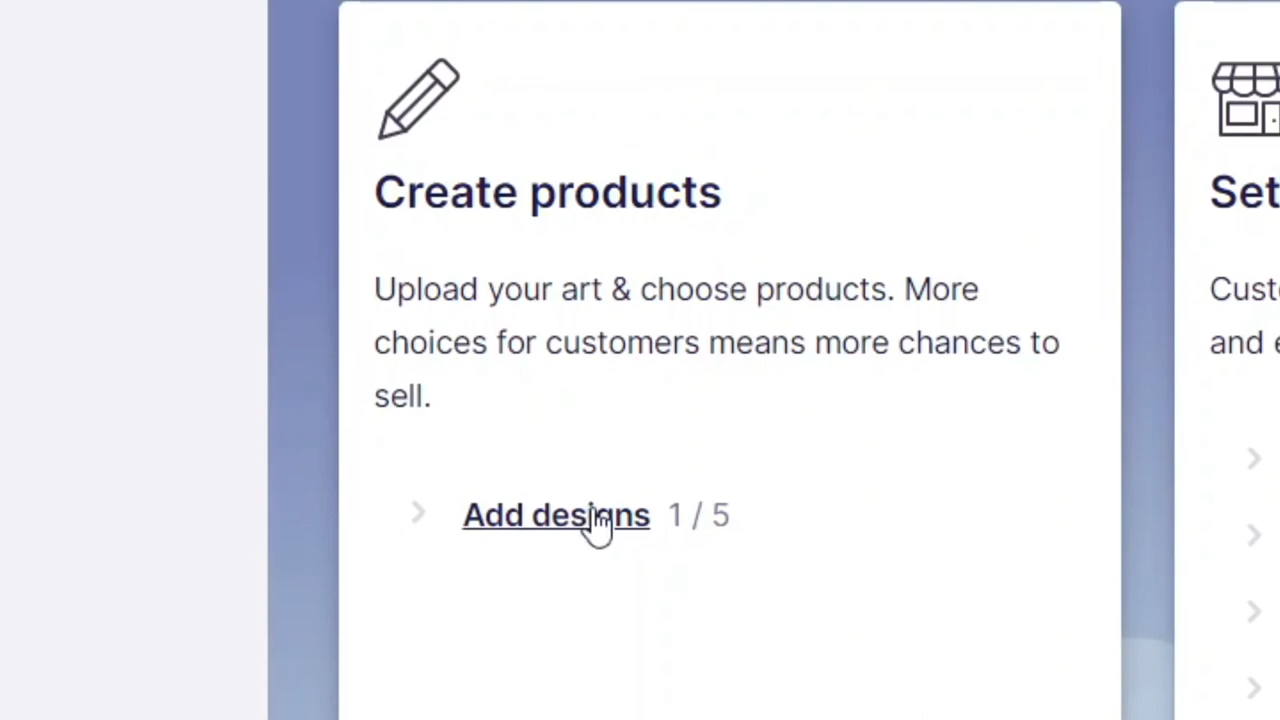 Create products
Upload your art & choose products. More
choices for customers means more chances to
sell.
Add designs 1 / 5
Set
Cust
and e